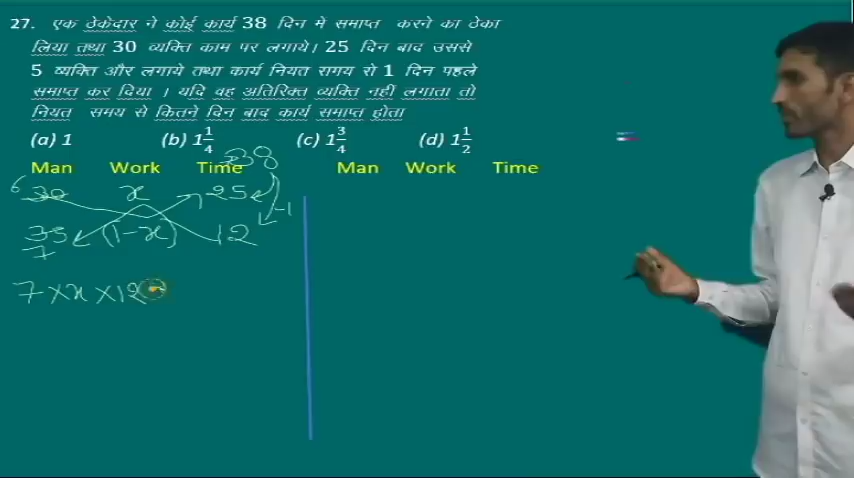 27. एक ठेकेदार ने कोई कार्य 38 दिन में समाप्त करने का ठेका
लिया तथा 30 व्यक्ति काम पर लगाये। 25 दिन बाद उससे
5 व्यक्ति और लगाये तथा कार्य नियत रागय रो 1 दिन पहले
समाप्त कर दिया । यदि वह अतिरिक्त व्यक्ति नहीं लगाता तो
नियत समय से कितने दिन बाद कार्य समाप्त होता
(a) 1 (b) 1 1/4 (c) 1 3/4 (d) 1 1/2
Man Work Time 38 Man Work Time
6 30 x 25 -1
35 (1-x) 12
7
7 × x × 12 =